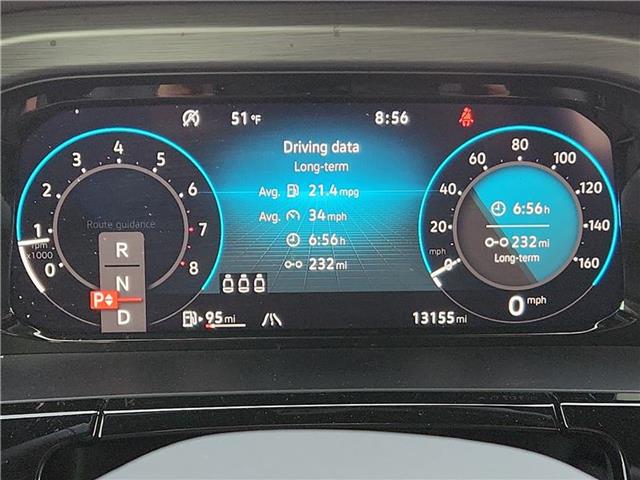 51°F
8:56
Driving data
Long-term
Avg. 21.4 mpg
Avg. 34 mph
6:56 h
232 mi
0
1
2
3
4
5
6
7
8
rpm
x1000
Route guidance
R
N
P
D
0
20
40
60
80
100
120
140
160
mph
6:56 h
232 mi
Long-term
0 mph
95 mi
13155 mi